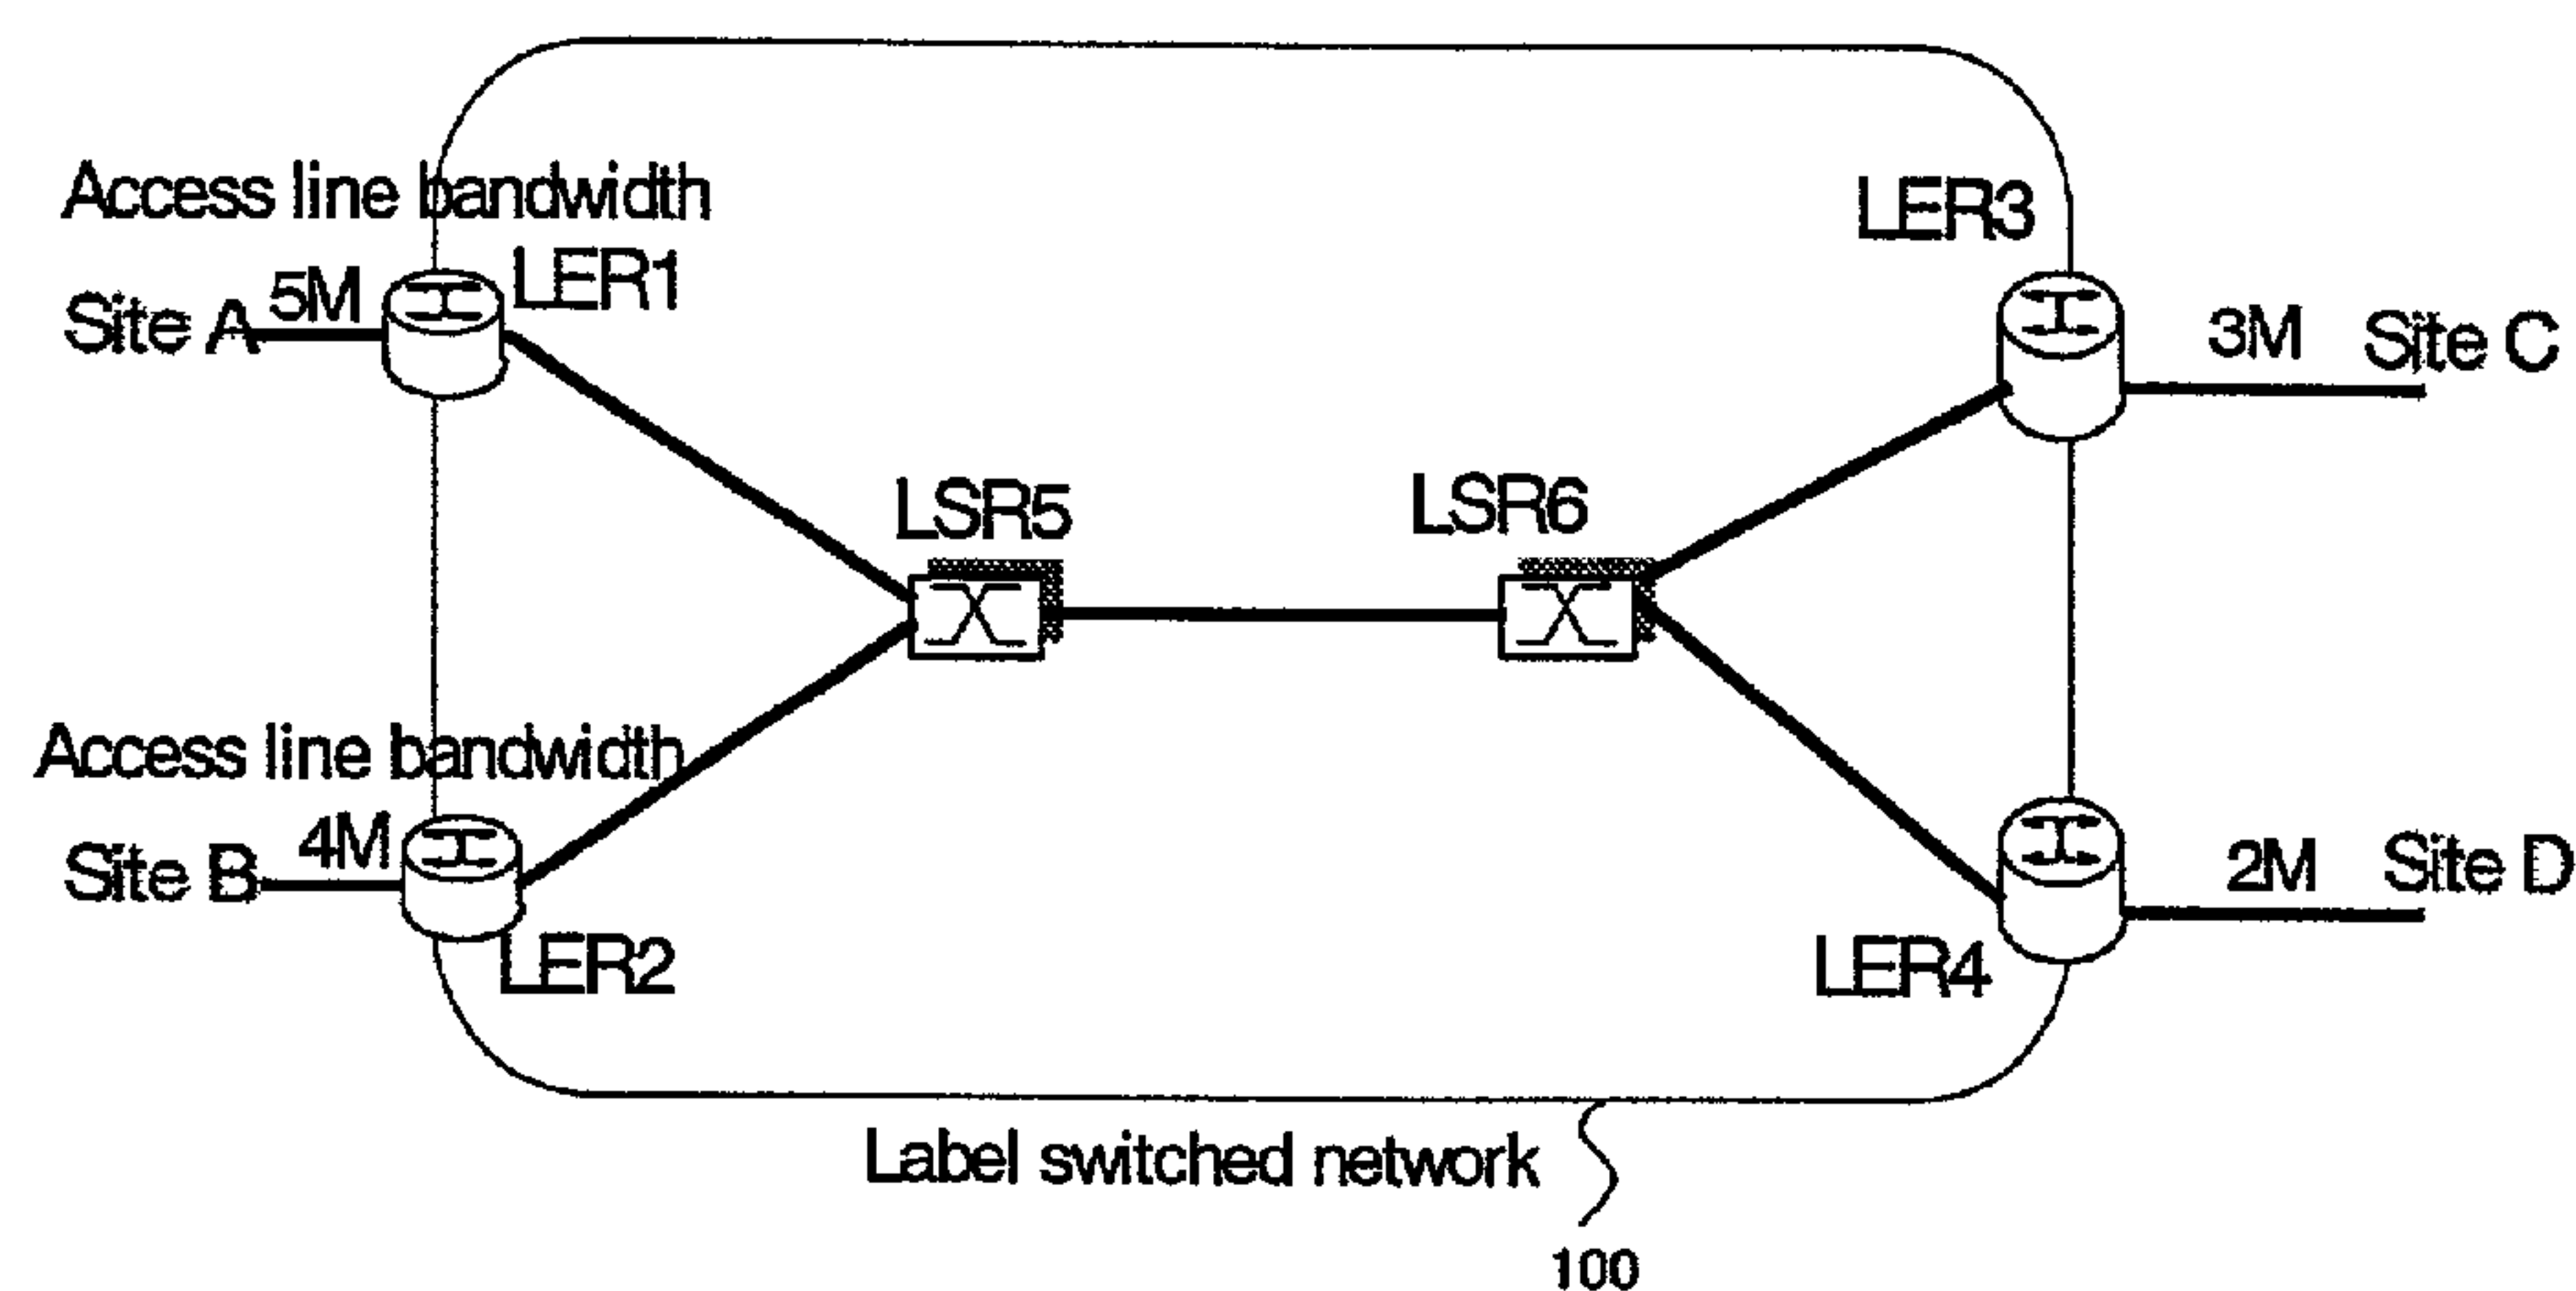 Access line bandwidth
LER3
LER1
Site A 5M
3M Site C
LSR5
LSR6
Access line bandwidth
Site B 4M
2M Site D
LER2
LER4
Label switched network
100